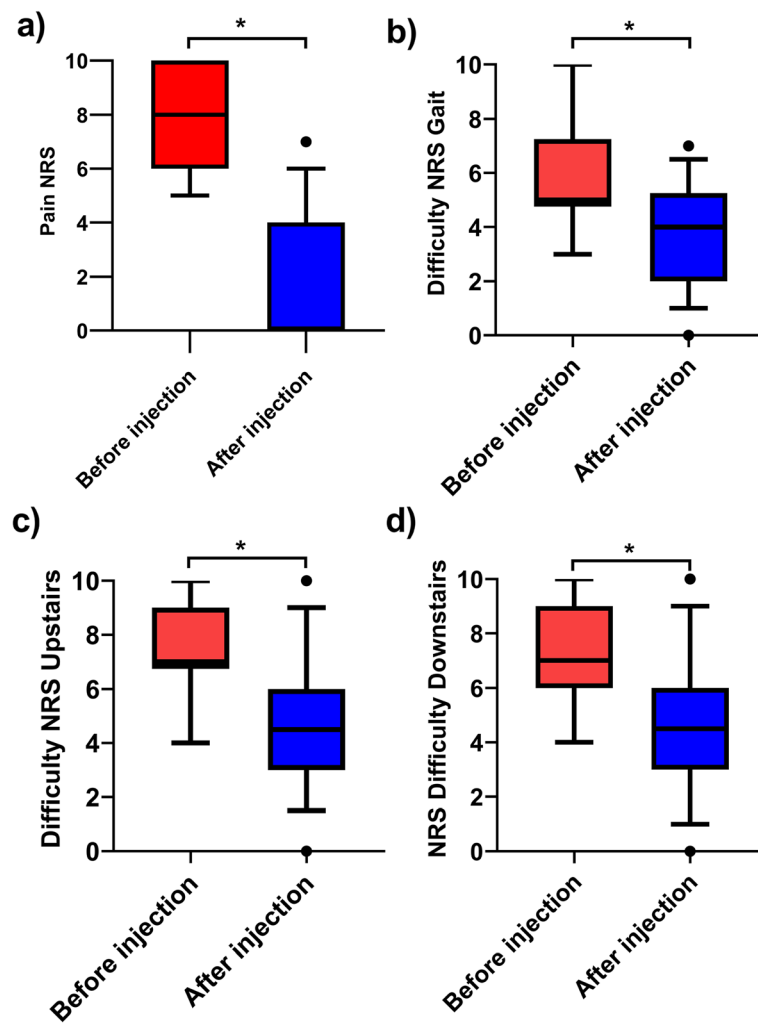 a)
*
Pain NRS
10
8
6
4
2
0
Before injection
After injection
b)
*
Difficulty NRS Gait
10
8
6
4
2
0
Before injection
After injection
c)
*
Difficulty NRS Upstairs
10
8
6
4
2
0
Before injection
After injection
d)
*
NRS Difficulty Downstairs
10
8
6
4
2
0
Before injection
After injection